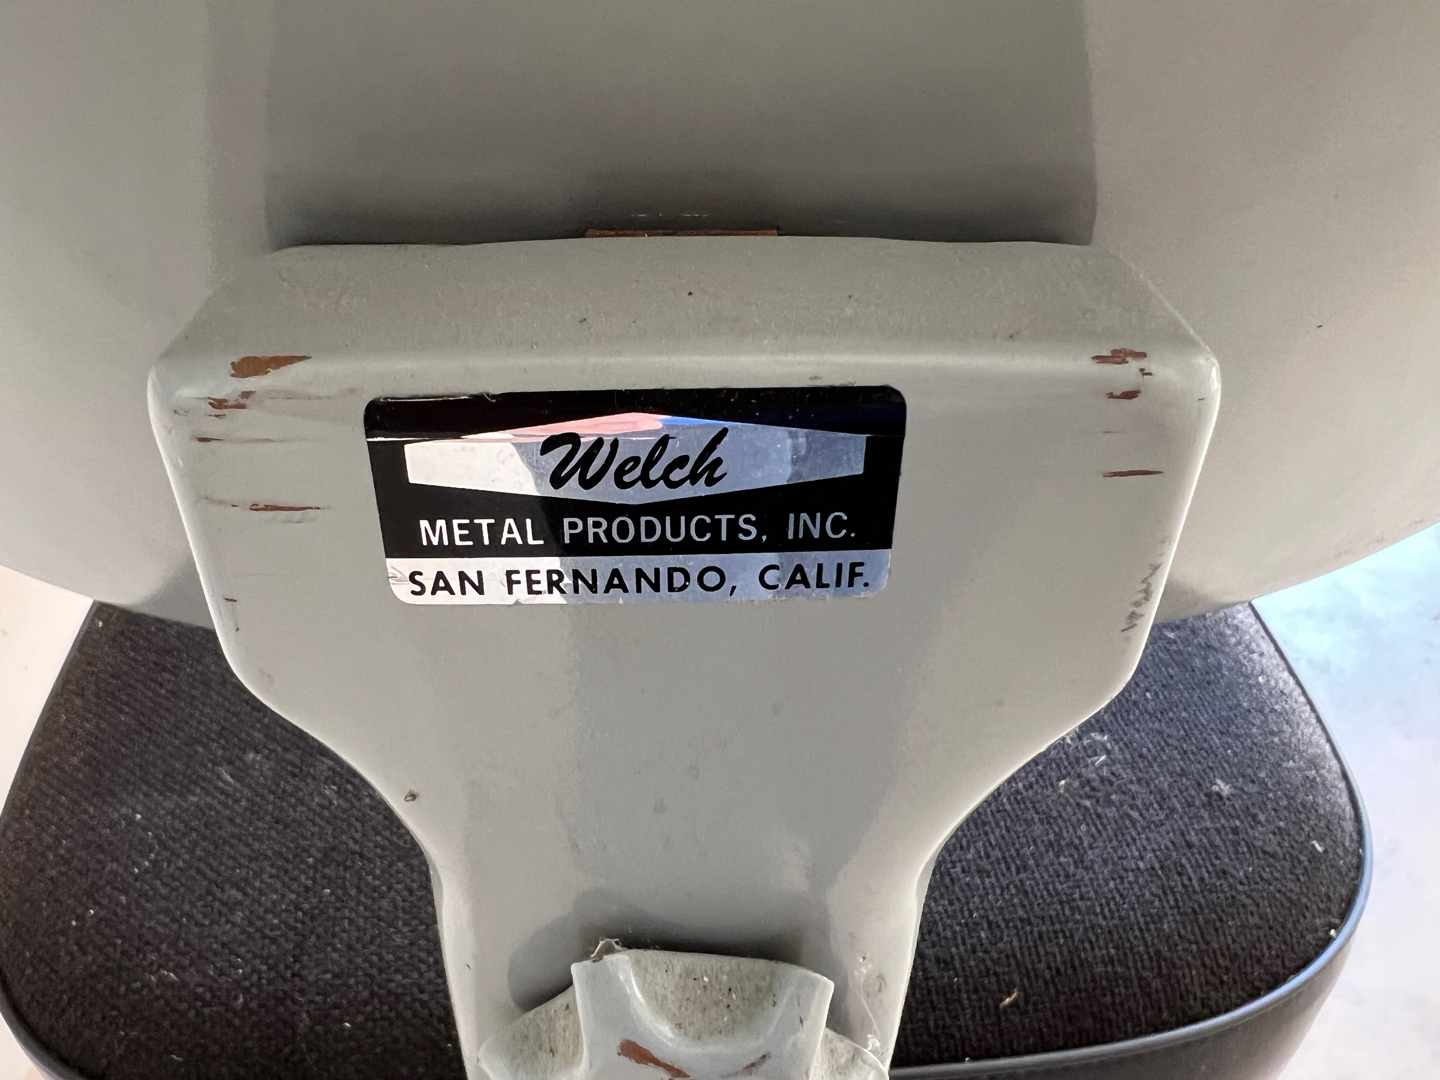 Welch
METAL PRODUCTS, INC.
SAN FERNANDO, CALIF.